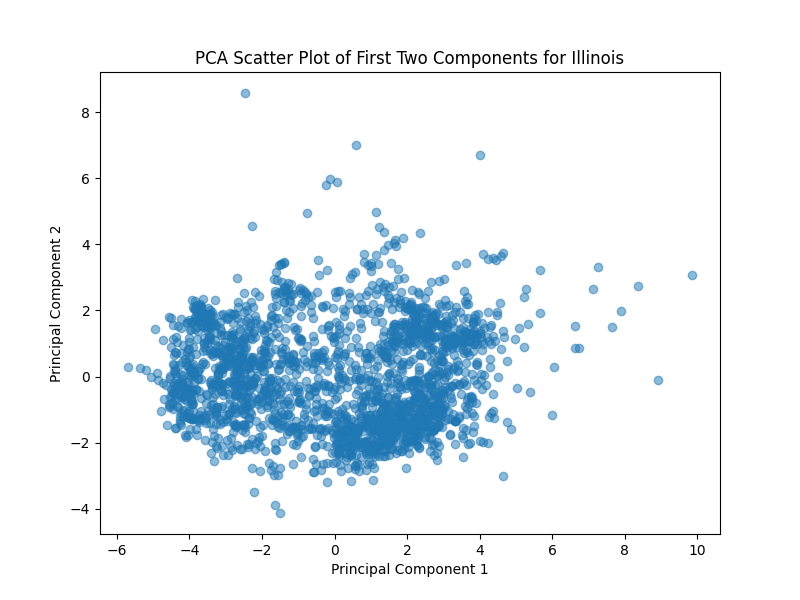 PCA Scatter Plot of First Two Components for Illinois
8
6
4
2
0
−2
−4
Principal Component 2
−6 −4 −2 0 2 4 6 8 10
Principal Component 1